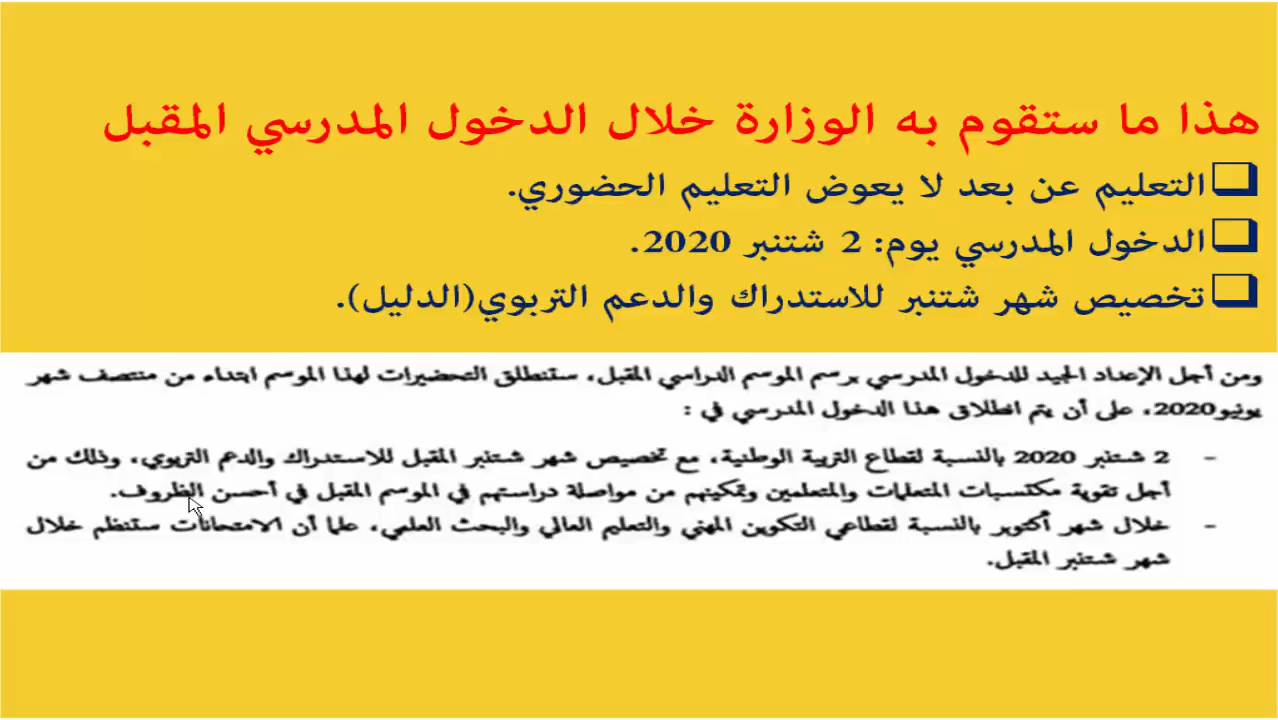 هذا ما ستقوم به الوزارة خلال الدخول المدرسي المقبل
التعليم عن بعد لا يعوض التعليم الحضوري.
الدخول المدرسي يوم: 2 شتنبر 2020.
تخصيص شهر شتنبر للاستدراك والدعم التربوي(الدليل).
ومن أجل الإعداد الجيد للدخول المدرسي برسم الموسم الدراسي المقبل، ستنطلق التحضيرات لهذا الموسم ابتداء من منتصف شهر
يونيو2020، على أن يتم انطلاق هذا الدخول المدرسي في :
- 2 شتنبر 2020 بالنسبة لقطاع التربية الوطنية، مع تخصيص شهر شتنبر المقبل للاستدراك والدعم التربوي، وذلك من
أجل تقوية مكتسبات المتعلمات والمتعلمين وتمكينهم من مواصلة دراستهم في الموسم المقبل في أحسن الظروف.
- خلال شهر أكتوبر بالنسبة لقطاعي التكوين المهني والتعليم العالي والبحث العلمي، علما أن الامتحانات ستنظم خلال
شهر شتنبر المقبل.